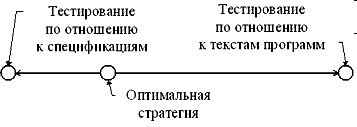 Тестирование
по отношению
к спецификациям
Тестирование
по отношению
к текстам программ
Оптимальная
стратегия